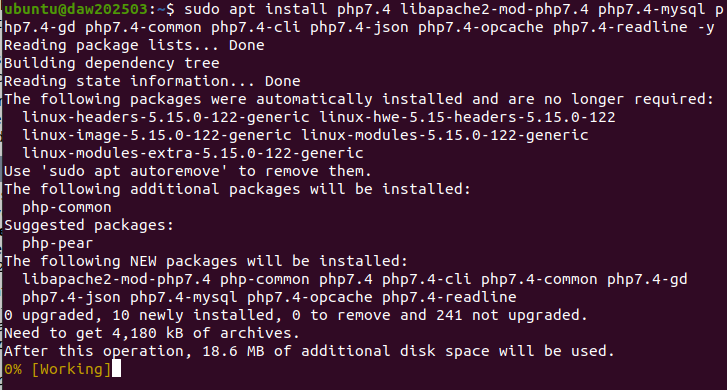 ubuntu@daw202503:~$ sudo apt install php7.4 libapache2-mod-php7.4 php7.4-mysql p
hp7.4-gd php7.4-common php7.4-cli php7.4-json php7.4-opcache php7.4-readline -y
Reading package lists... Done
Building dependency tree
Reading state information... Done
The following packages were automatically installed and are no longer required:
  linux-headers-5.15.0-122-generic linux-hwe-5.15-headers-5.15.0-122
  linux-image-5.15.0-122-generic linux-modules-5.15.0-122-generic
  linux-modules-extra-5.15.0-122-generic
Use 'sudo apt autoremove' to remove them.
The following additional packages will be installed:
  php-common
Suggested packages:
  php-pear
The following NEW packages will be installed:
  libapache2-mod-php7.4 php-common php7.4 php7.4-cli php7.4-common php7.4-gd
  php7.4-json php7.4-mysql php7.4-opcache php7.4-readline
0 upgraded, 10 newly installed, 0 to remove and 241 not upgraded.
Need to get 4,180 kB of archives.
After this operation, 18.6 MB of additional disk space will be used.
0% [Working]